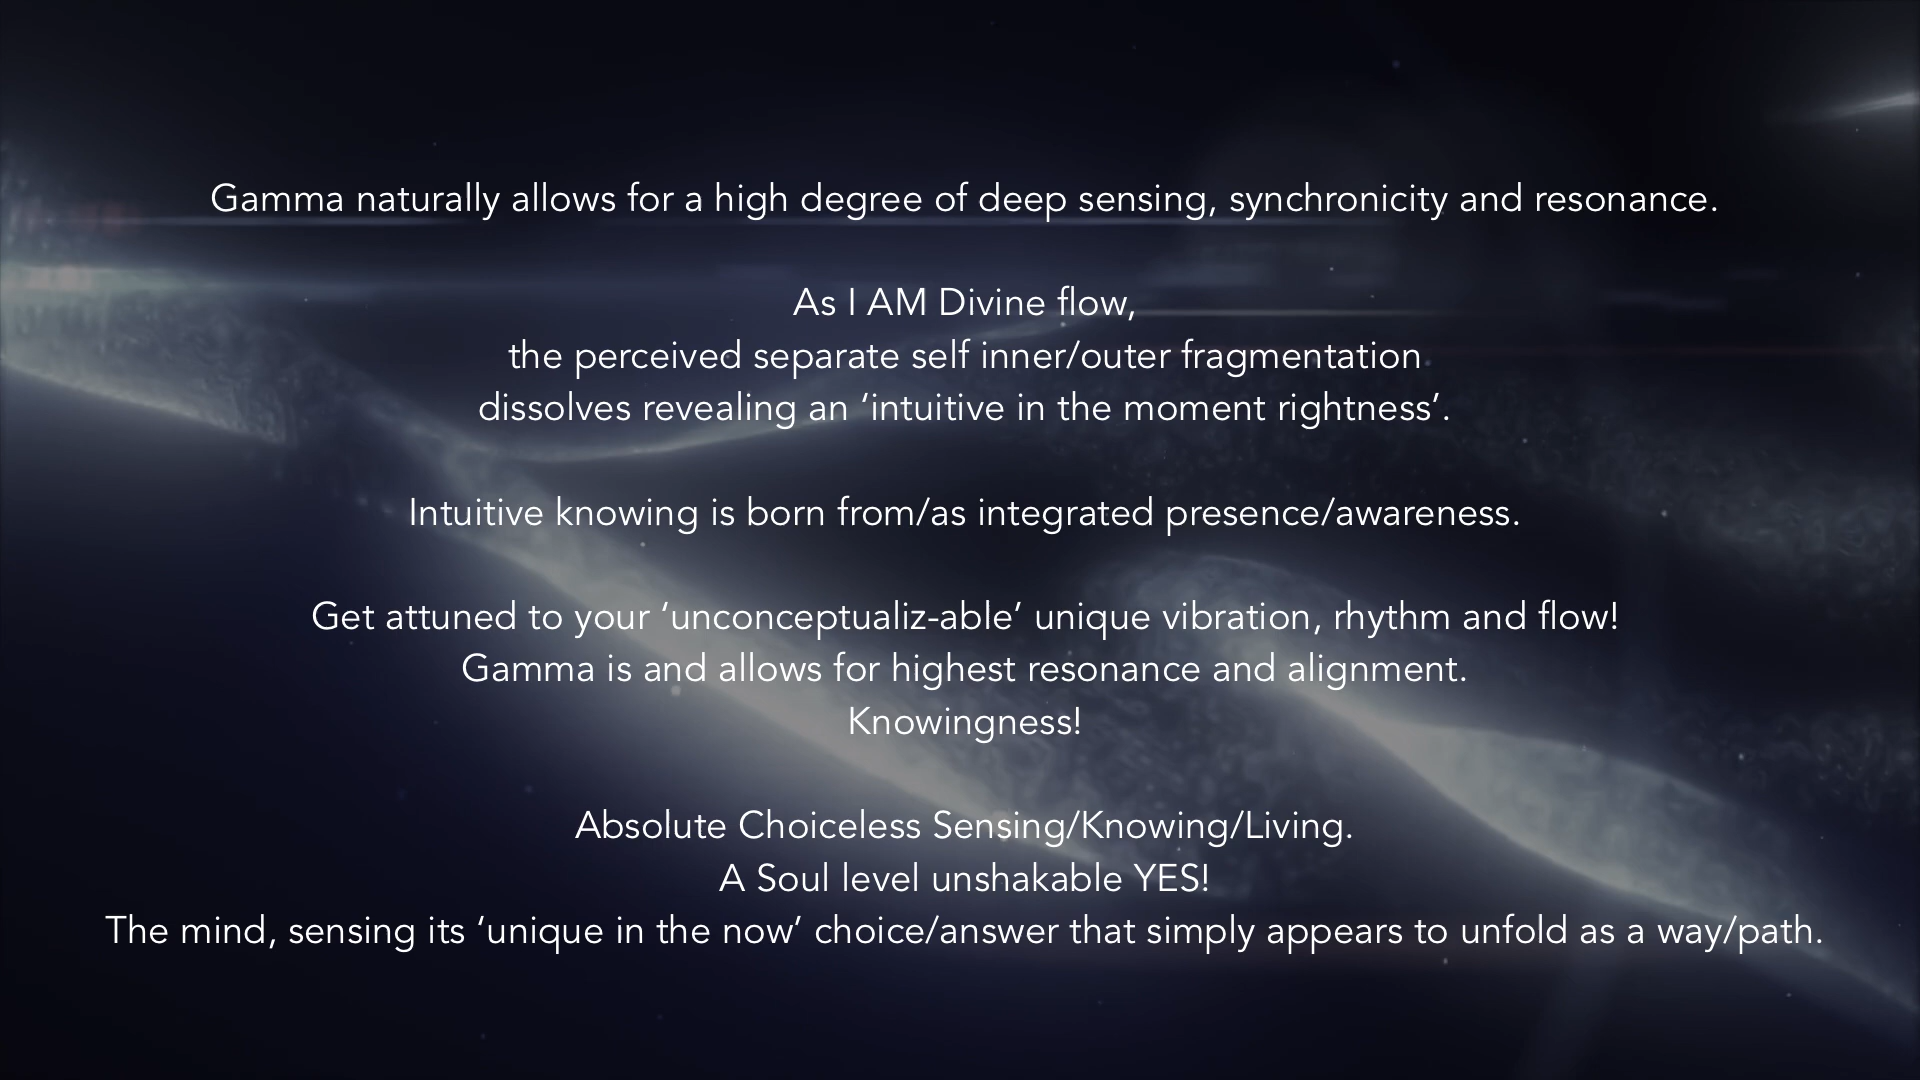 Gamma naturally allows for a high degree of deep sensing, synchronicity and resonance.
As I AM Divine flow,
the perceived separate self inner/outer fragmentation
dissolves revealing an ‘intuitive in the moment rightness’.
Intuitive knowing is born from/as integrated presence/awareness.
Get attuned to your ‘unconceptualiz-able’ unique vibration, rhythm and flow!
Gamma is and allows for highest resonance and alignment.
Knowingness!
Absolute Choiceless Sensing/Knowing/Living.
A Soul level unshakable YES!
The mind, sensing its ‘unique in the now’ choice/answer that simply appears to unfold as a way/path.